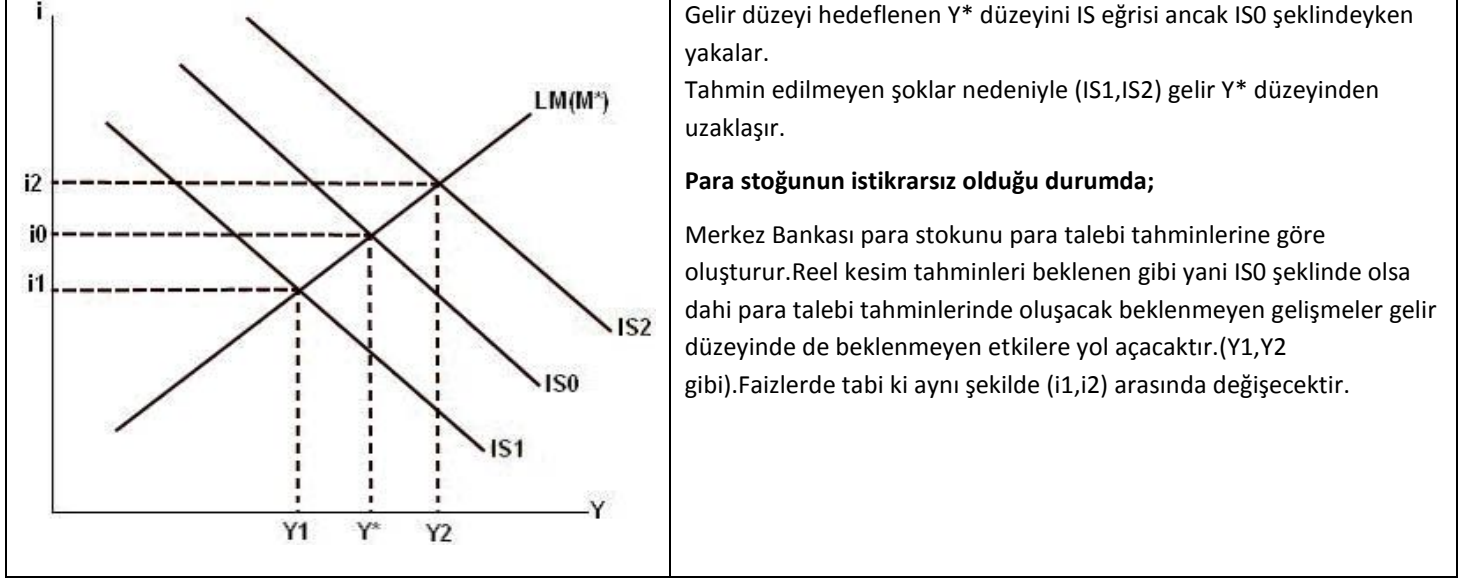 i
LM(M*)
i2
i0
i1
IS2
IS0
IS1
Y
Y1 Y* Y2
Gelir düzeyi hedeflenen Y* düzeyini IS eğrisi ancak IS0 şeklindeyken
yakalar.
Tahmin edilmeyen şoklar nedeniyle (IS1,IS2) gelir Y* düzeyinden
uzaklaşır.
Para stoğunun istikrarsız olduğu durumda;
Merkez Bankası para stokunu para talebi tahminlerine göre
oluşturur.Reel kesim tahminleri beklenen gibi yani IS0 şeklinde olsa
dahi para talebi tahminlerinde oluşacak beklenmeyen gelişmeler gelir
düzeyinde de beklenmeyen etkilere yol açacaktır.(Y1,Y2
gibi).Faizlerde tabi ki aynı şekilde (i1,i2) arasında değişecektir.